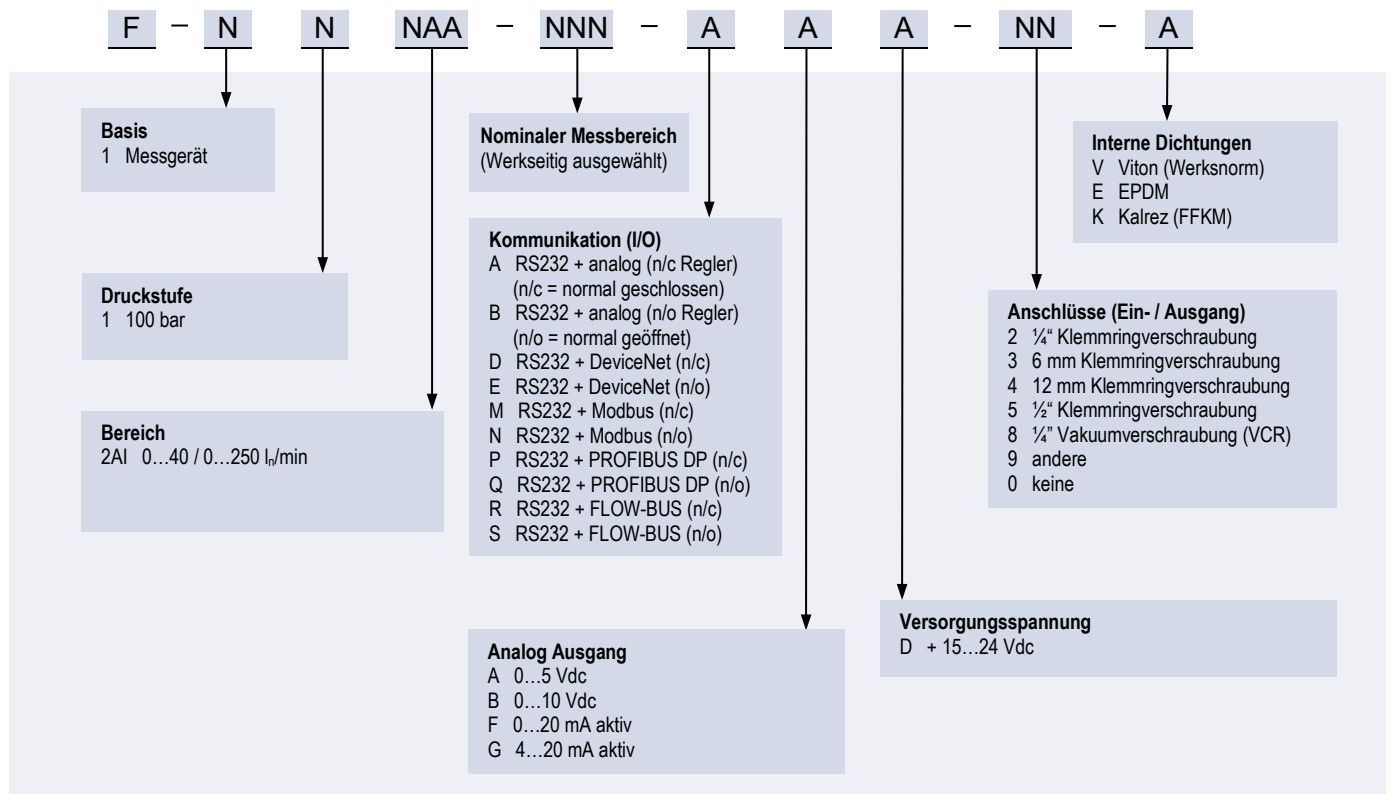 F – N N NAA – NNN – A A A – NN – A
Basis
1 Messgerät
Druckstufe
1 100 bar
Bereich
2AI 0…40 / 0…250 lₙ/min
Nominaler Messbereich
(Werkseitig ausgewählt)
Kommunikation (I/O)
A RS232 + analog (n/c Regler)
(n/c = normal geschlossen)
B RS232 + analog (n/o Regler)
(n/o = normal geöffnet)
D RS232 + DeviceNet (n/c)
E RS232 + DeviceNet (n/o)
M RS232 + Modbus (n/c)
N RS232 + Modbus (n/o)
P RS232 + PROFIBUS DP (n/c)
Q RS232 + PROFIBUS DP (n/o)
R RS232 + FLOW-BUS (n/c)
S RS232 + FLOW-BUS (n/o)
Analog Ausgang
A 0…5 Vdc
B 0…10 Vdc
F 0…20 mA aktiv
G 4…20 mA aktiv
Versorgungsspannung
D + 15…24 Vdc
Anschlüsse (Ein- / Ausgang)
2 ¼“ Klemmringverschraubung
3 6 mm Klemmringverschraubung
4 12 mm Klemmringverschraubung
5 ½“ Klemmringverschraubung
8 ¼” Vakuumverschraubung (VCR)
9 andere
0 keine
Interne Dichtungen
V Viton (Werksnorm)
E EPDM
K Kalrez (FFKM)